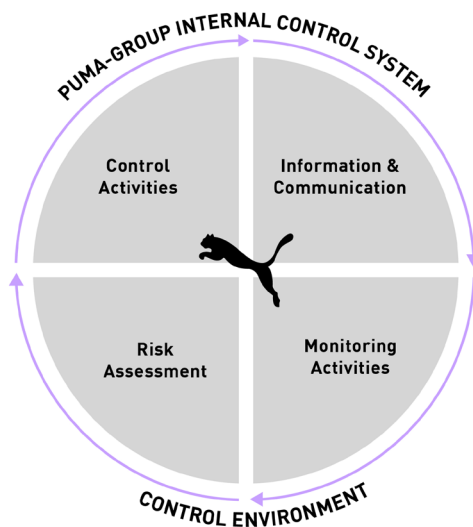 PUMA-GROUP INTERNAL CONTROL SYSTEM
Control
Activities
Information &
Communication
Risk
Assessment
Monitoring
Activities
CONTROL ENVIRONMENT